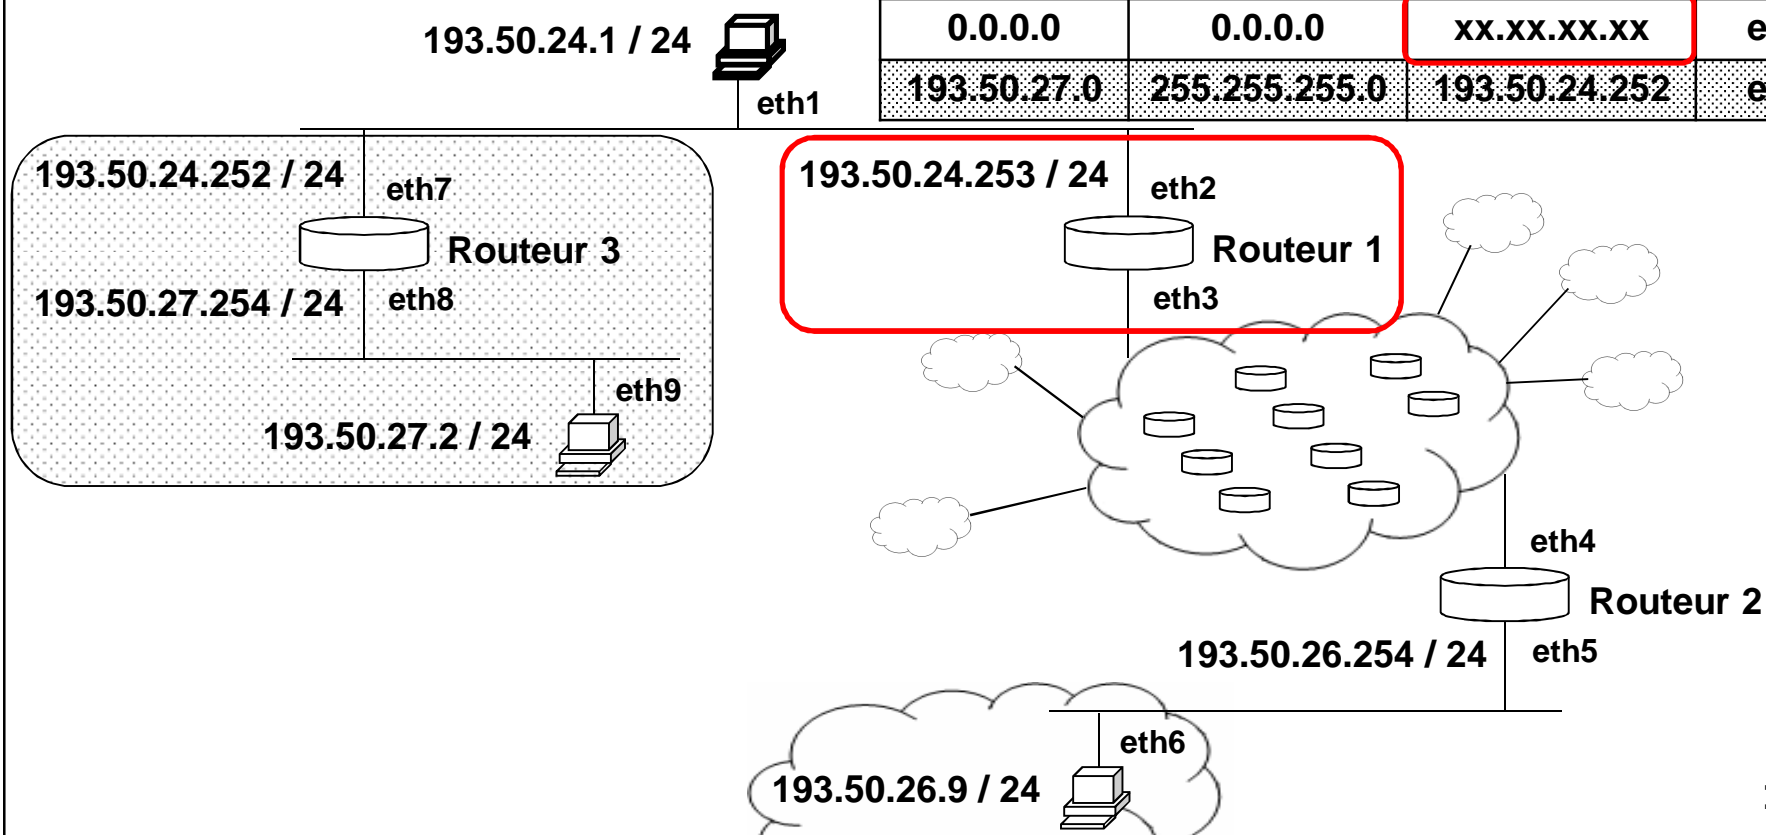 193.50.24.1 / 24
0.0.0.0 0.0.0.0 xx.xx.xx.xx
193.50.27.0 255.255.255.0 193.50.24.252
eth1
193.50.24.252 / 24
eth7
Routeur 3
193.50.27.254 / 24
eth8
eth9
193.50.27.2 / 24
193.50.24.253 / 24
eth2
Routeur 1
eth3
eth4
Routeur 2
193.50.26.254 / 24
eth5
eth6
193.50.26.9 / 24